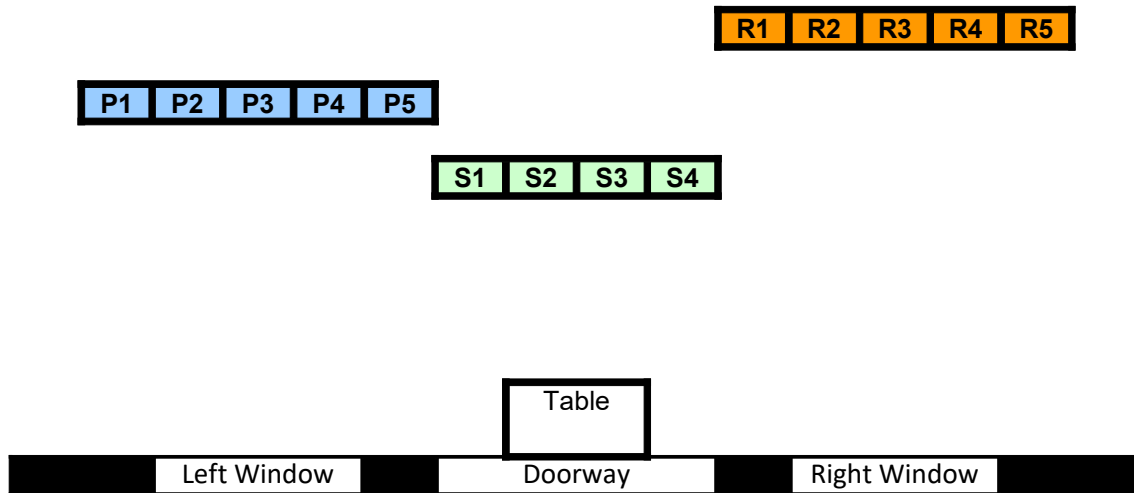 R1 R2 R3 R4 R5
P1 P2 P3 P4 P5
S1 S2 S3 S4
Table
Left Window Doorway Right Window